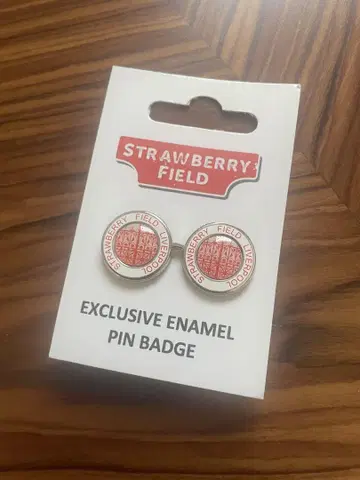 STRAWBERRY
FIELD
STRAWBERRY FIELD LIVERPOOL
STRAWBERRY FIELD LIVERPOOL
EXCLUSIVE ENAMEL
PIN BADGE